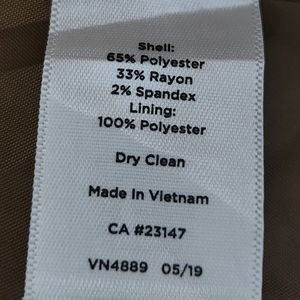 Shell:
65% Polyester
33% Rayon
2% Spandex
Lining:
100% Polyester
Dry Clean
Made In Vietnam
CA #23147
VN4889 05/19